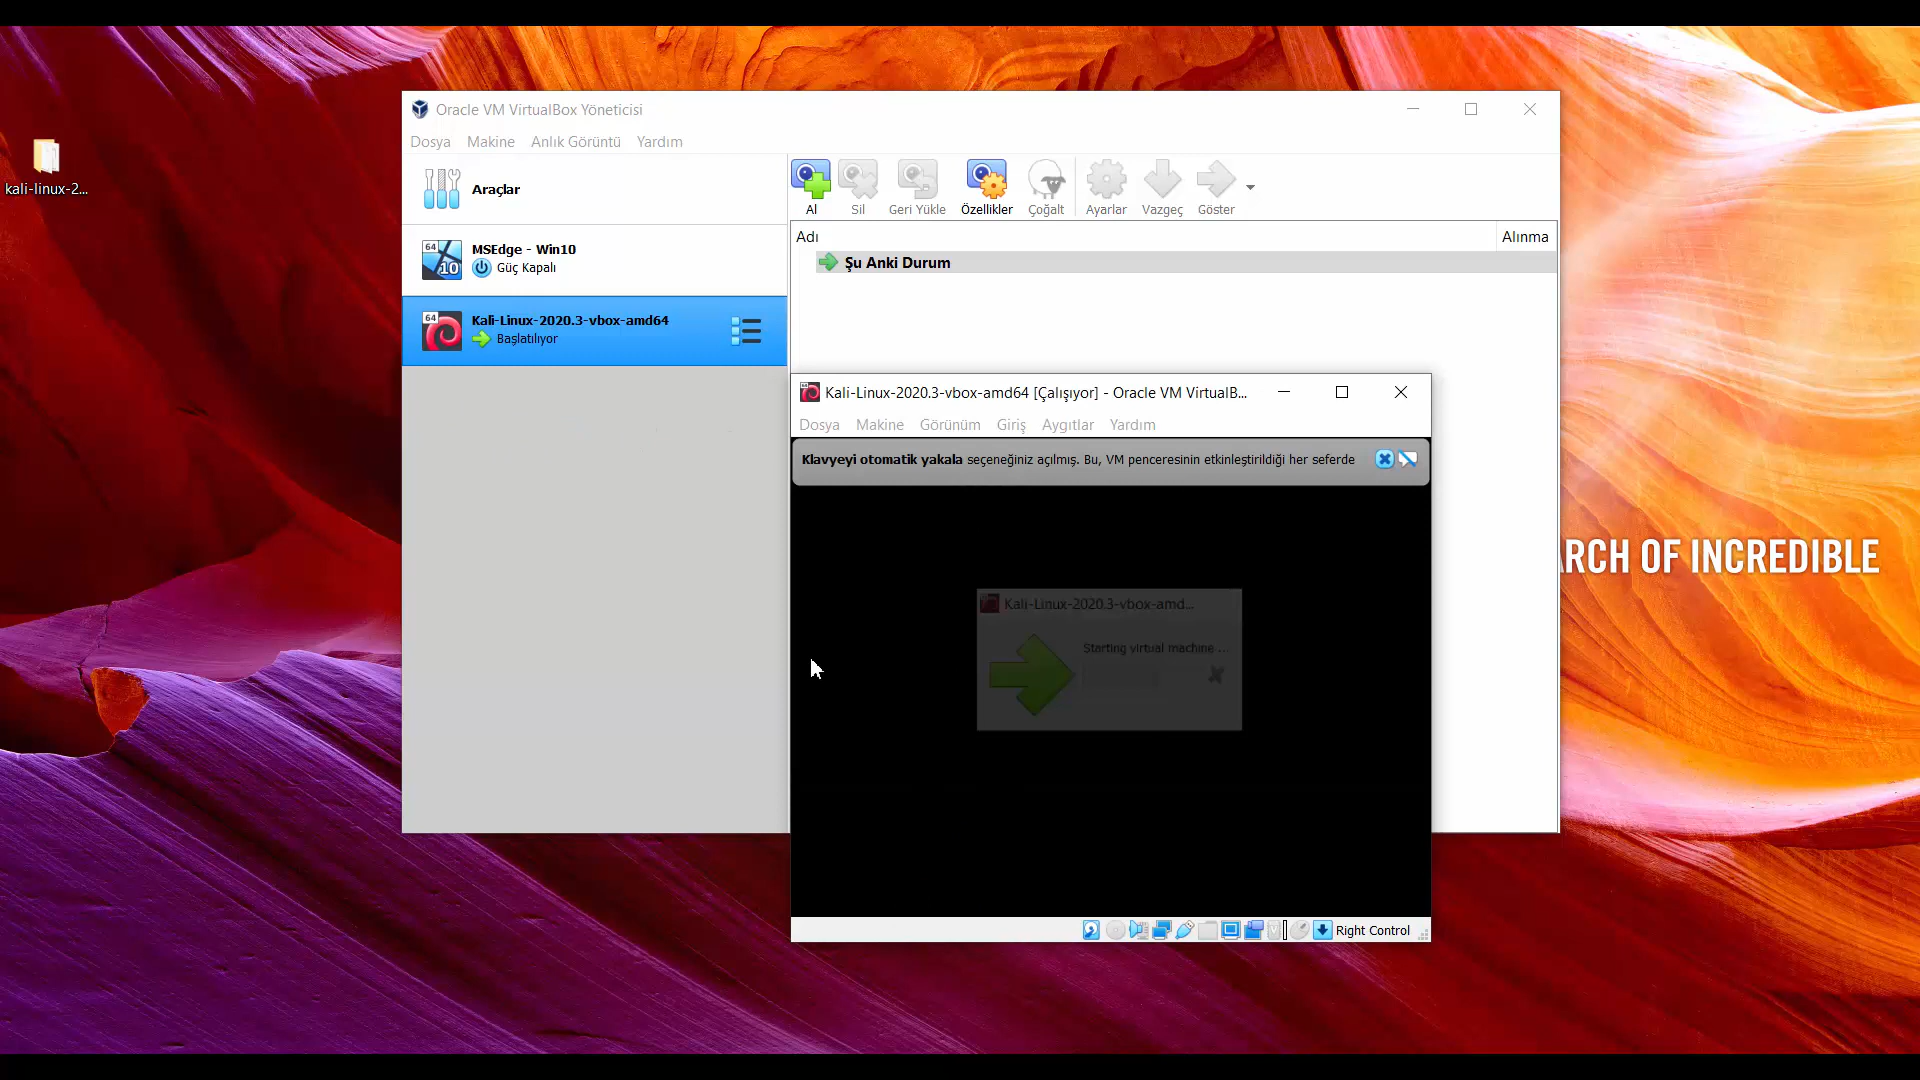 kali-linux-2...
Oracle VM VirtualBox Yöneticisi
Dosya Makine Anlık Görüntü Yardım
Araçlar
Al Sil Geri Yükle Özellikler Çoğalt Ayarlar Vazgeç Göster
64 10 MSEdge - Win10
Güç Kapalı
64 Kali-Linux-2020.3-vbox-amd64
Başlatılıyor
Adı Alınma
Şu Anki Durum
Kali-Linux-2020.3-vbox-amd64 [Çalışıyor] - Oracle VM VirtualB...
Dosya Makine Görünüm Giriş Aygıtlar Yardım
Klavyeyi otomatik yakala seçeneğiniz açılmış. Bu, VM penceresinin etkinleştirildiği her seferde
Kali-Linux-2020.3-vbox-amd...
Starting virtual machine ...
Right Control
ARCH OF INCREDIBLE